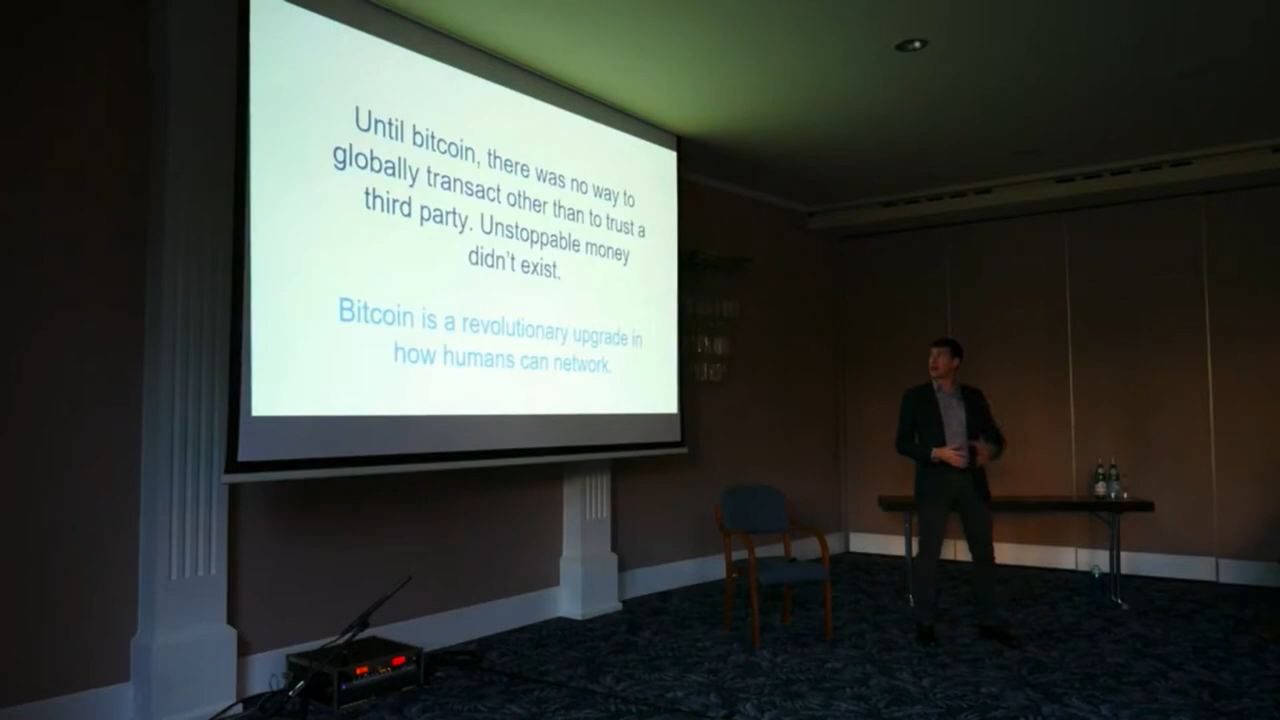 Until bitcoin, there was no way to
globally transact other than to trust a
third party. Unstoppable money
didn't exist.
Bitcoin is a revolutionary upgrade in
how humans can network.